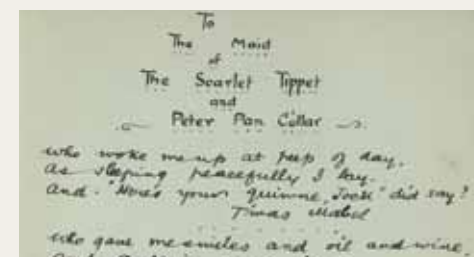 To
The Maid
of
The Scarlet Tippet
and
Peter Pan Collar
who woke me up at peep of day,
As sleeping peacefully I lay.
And "Here's your quinine, Toosh" did say?
'Twas Mabel
who gave me smiles and oil and wine,